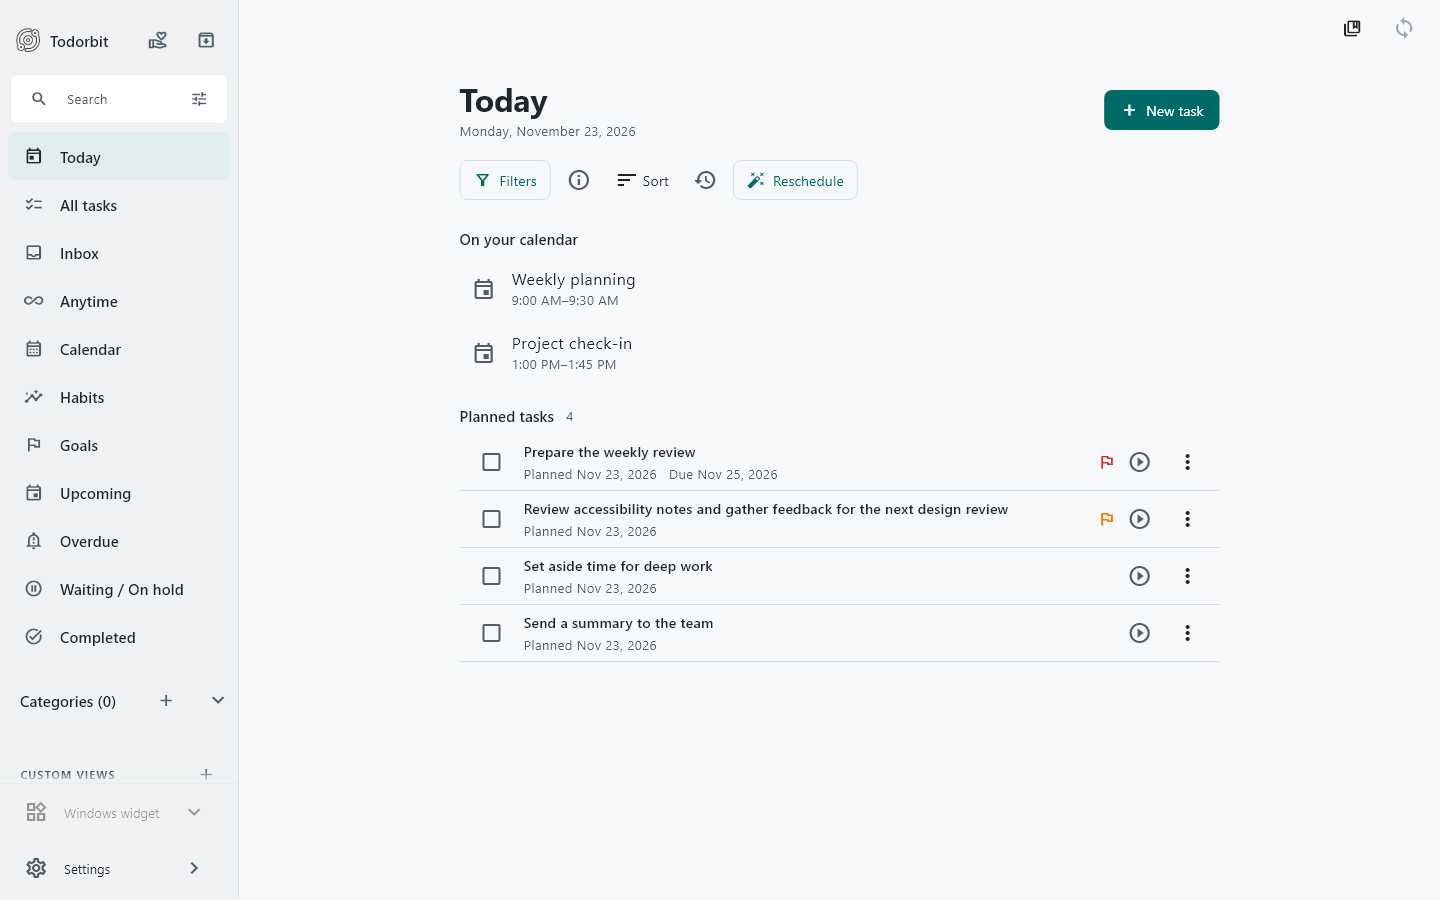 Todorbit
Search
Today
All tasks
Inbox
Anytime
Calendar
Habits
Goals
Upcoming
Overdue
Waiting / On hold
Completed
Categories (0)
CUSTOM VIEWS
Windows widget
Settings
Today
Monday, November 23, 2026
New task
Filters
Sort
Reschedule
On your calendar
Weekly planning
9:00 AM–9:30 AM
Project check-in
1:00 PM–1:45 PM
Planned tasks 4
Prepare the weekly review
Planned Nov 23, 2026 Due Nov 25, 2026
Review accessibility notes and gather feedback for the next design review
Planned Nov 23, 2026
Set aside time for deep work
Planned Nov 23, 2026
Send a summary to the team
Planned Nov 23, 2026